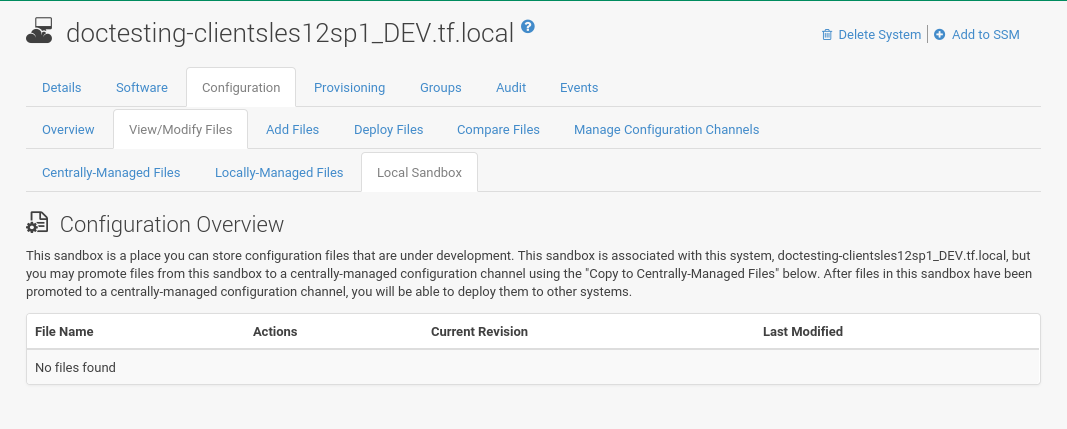 doctesting-clientsles12sp1_DEV.tf.local ?
Delete System | Add to SSM
Details Software Configuration Provisioning Groups Audit Events
Overview View/Modify Files Add Files Deploy Files Compare Files Manage Configuration Channels
Centrally-Managed Files Locally-Managed Files Local Sandbox
Configuration Overview
This sandbox is a place you can store configuration files that are under development. This sandbox is associated with this system, doctesting-clientsles12sp1_DEV.tf.local, but
you may promote files from this sandbox to a centrally-managed configuration channel using the "Copy to Centrally-Managed Files" below. After files in this sandbox have been
promoted to a centrally-managed configuration channel, you will be able to deploy them to other systems.
File Name Actions Current Revision Last Modified
No files found